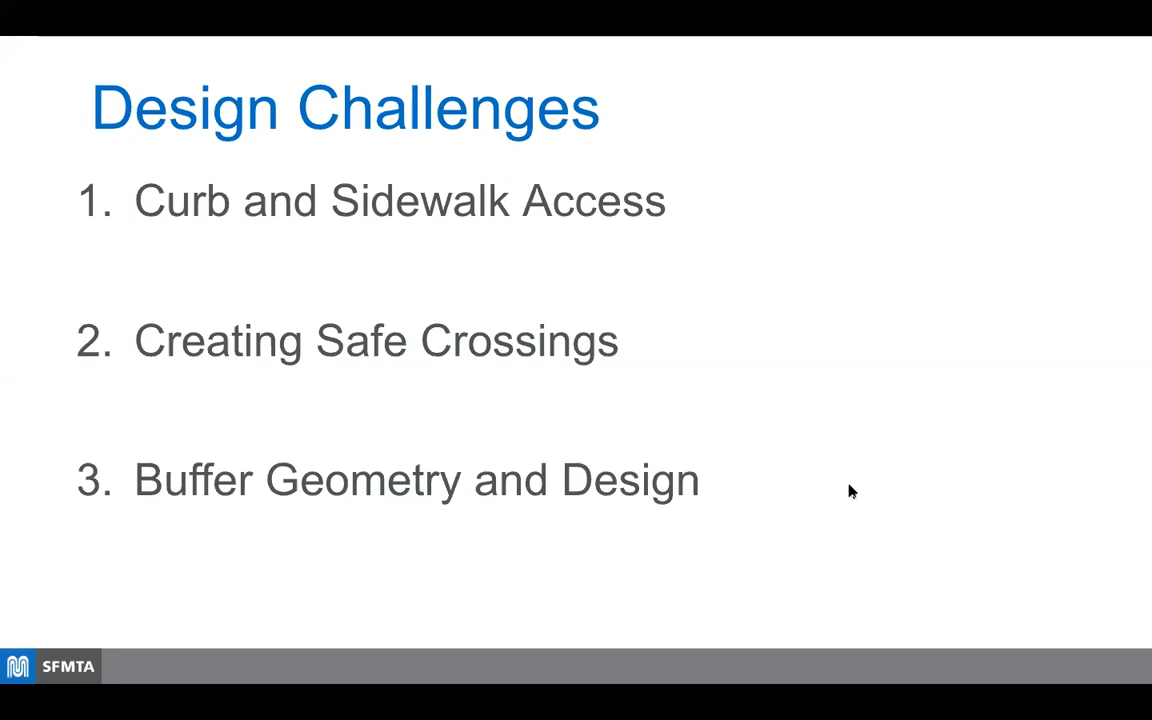 Design Challenges
1. Curb and Sidewalk Access
2. Creating Safe Crossings
3. Buffer Geometry and Design
SFMTA